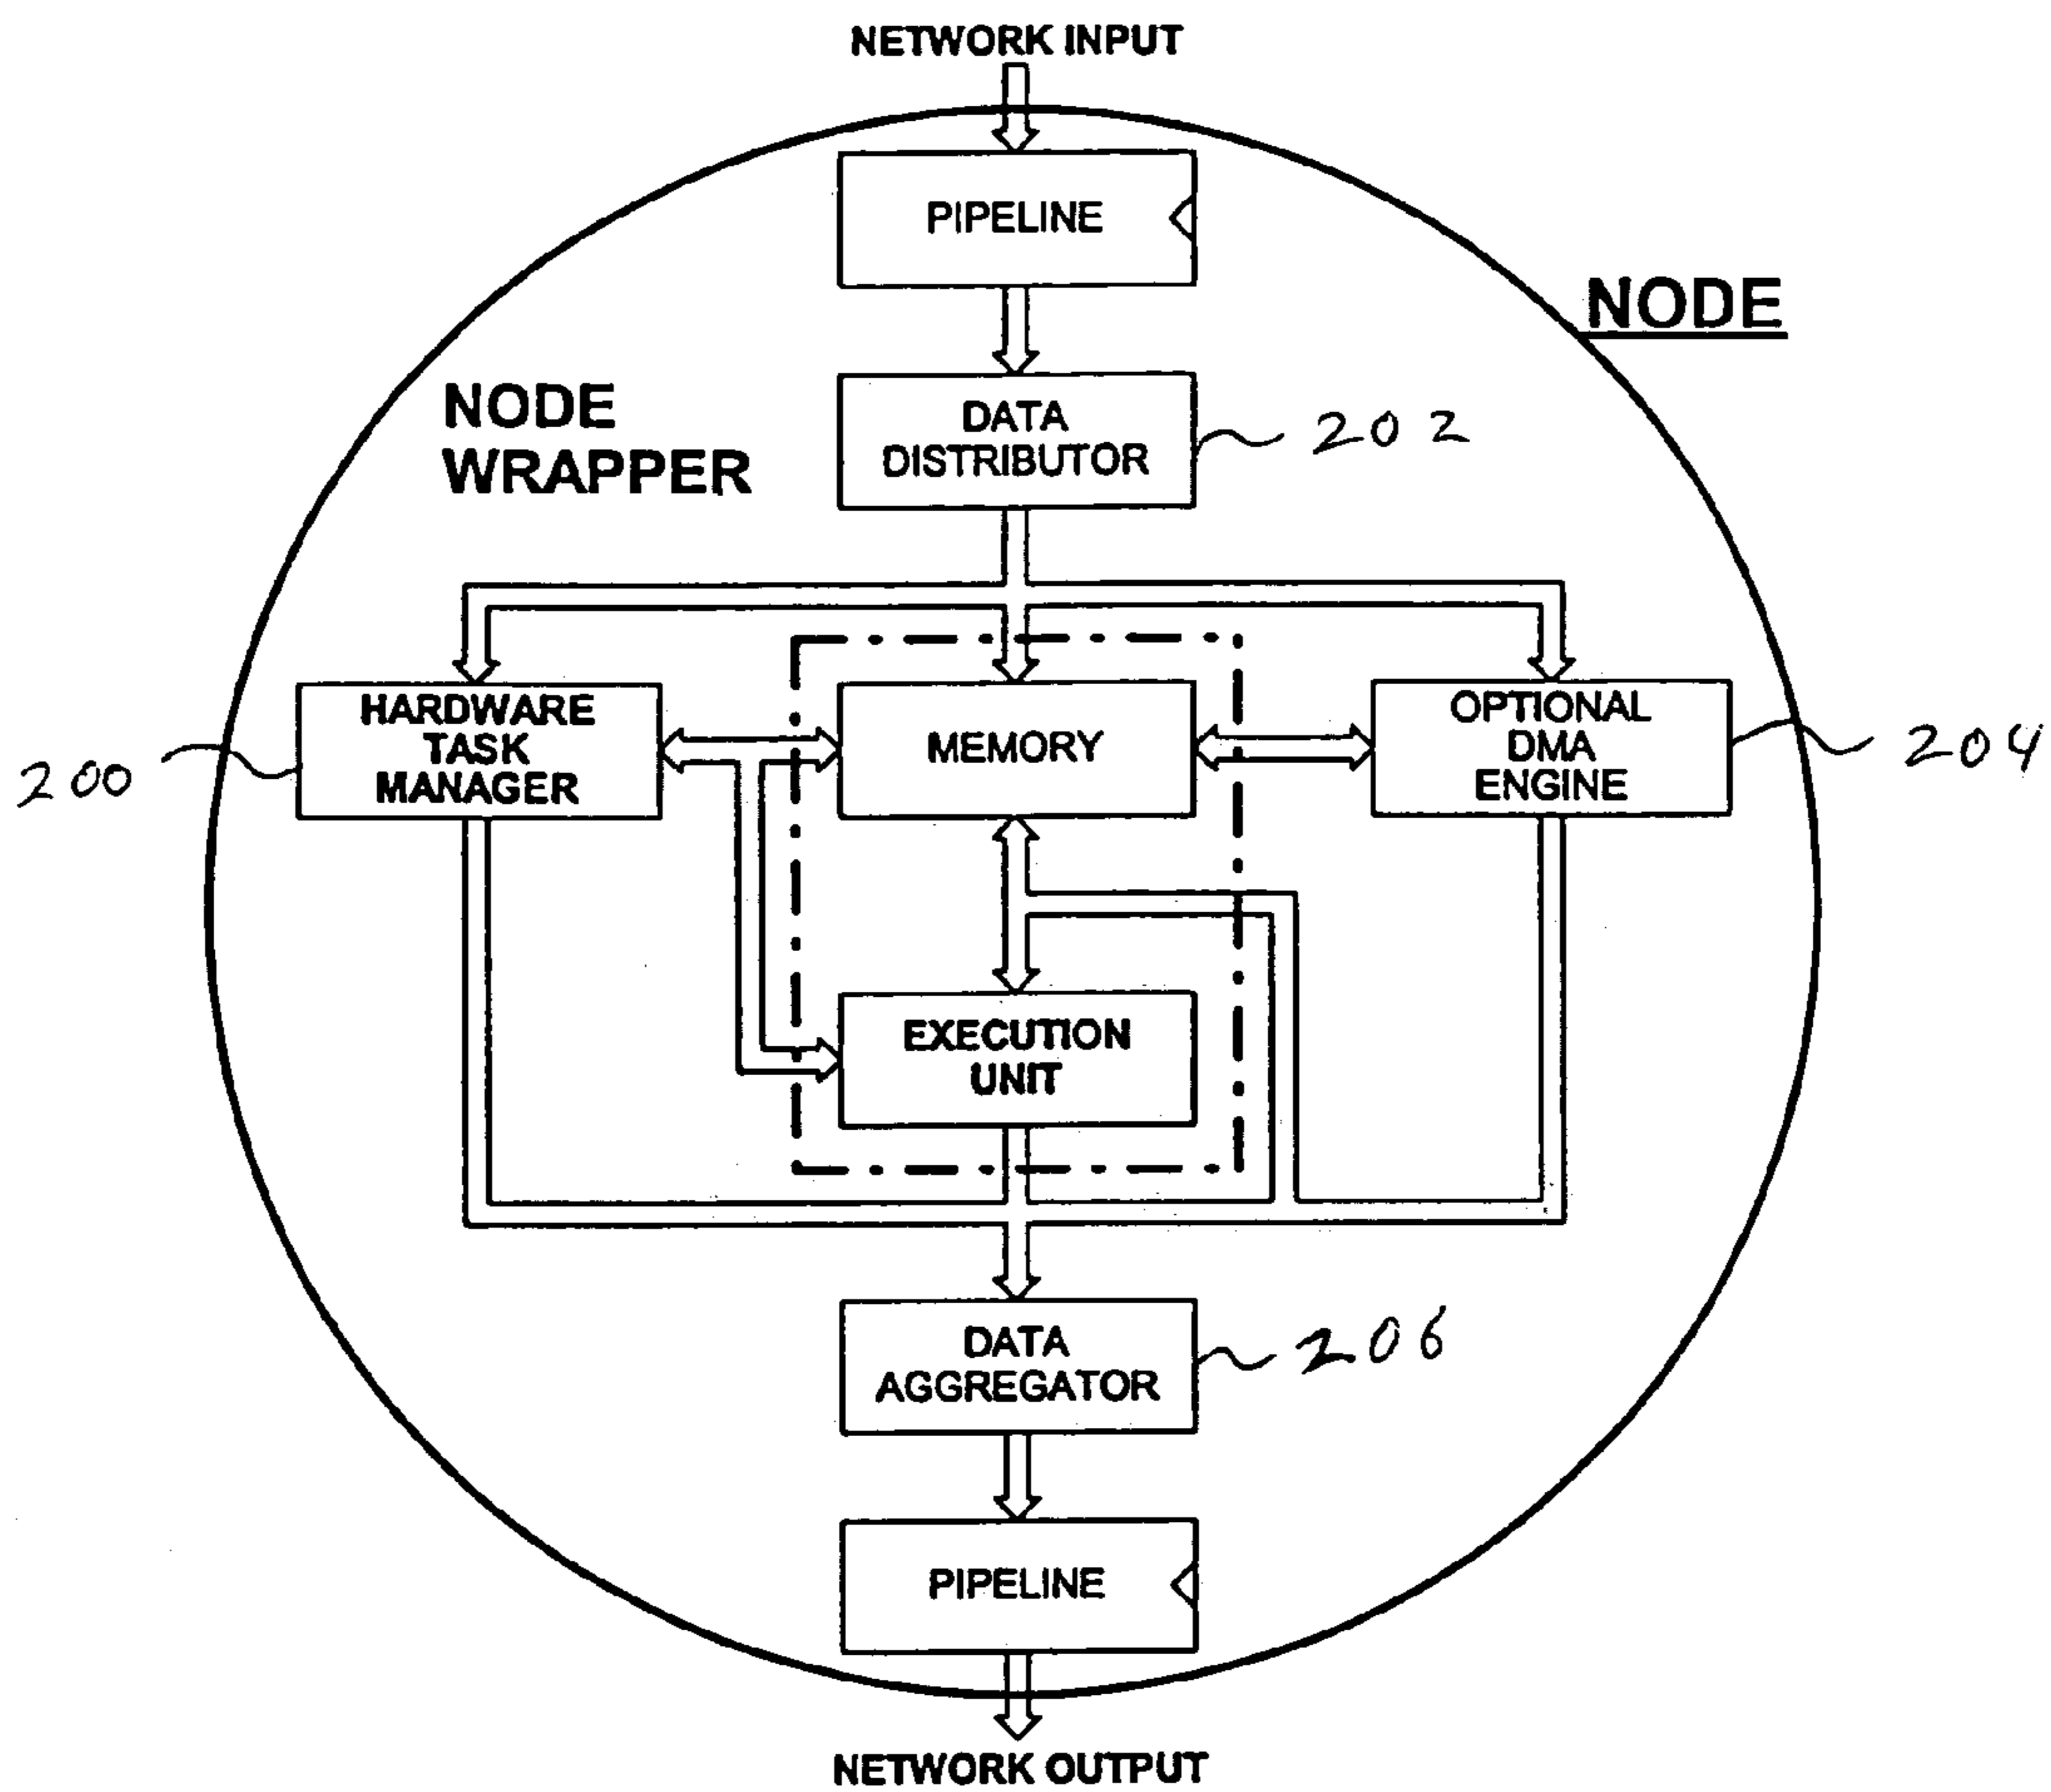 NETWORK INPUT
PIPELINE
NODE
NODE
WRAPPER
DATA
DISTRIBUTOR
202
HARDWARE
TASK
MANAGER
200
MEMORY
OPTIONAL
DMA
ENGINE
204
EXECUTION
UNIT
DATA
AGGREGATOR
206
PIPELINE
NETWORK OUTPUT